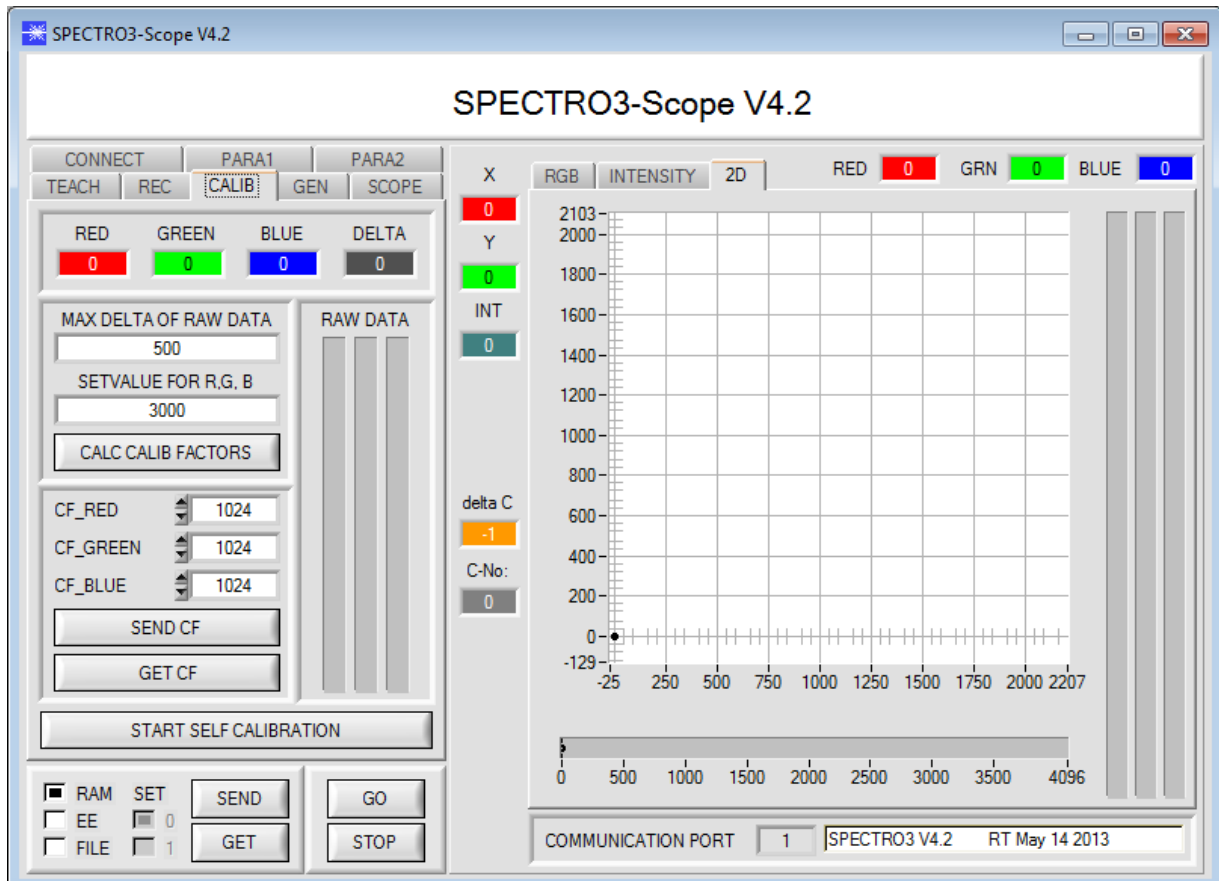 SPECTRO3-Scope V4.2
SPECTRO3-Scope V4.2
CONNECT PARA1 PARA2
TEACH REC CALIB GEN SCOPE
RED GREEN BLUE DELTA
0 0 0 0
MAX DELTA OF RAW DATA
500
SETVALUE FOR R,G, B
3000
CALC CALIB FACTORS
RAW DATA
CF_RED 1024
CF_GREEN 1024
CF_BLUE 1024
SEND CF
GET CF
START SELF CALIBRATION
RAM SET
EE 0
FILE 1
SEND
GET
GO
STOP
X
0
Y
0
INT
0
delta C
-1
C-No:
0
RGB INTENSITY 2D
RED 0 GRN 0 BLUE 0
2103
2000
1800
1600
1400
1200
1000
800
600
400
200
0
-129
-25 250 500 750 1000 1250 1500 1750 2000 2207
0 500 1000 1500 2000 2500 3000 3500 4096
COMMUNICATION PORT 1 SPECTRO3 V4.2 RT May 14 2013